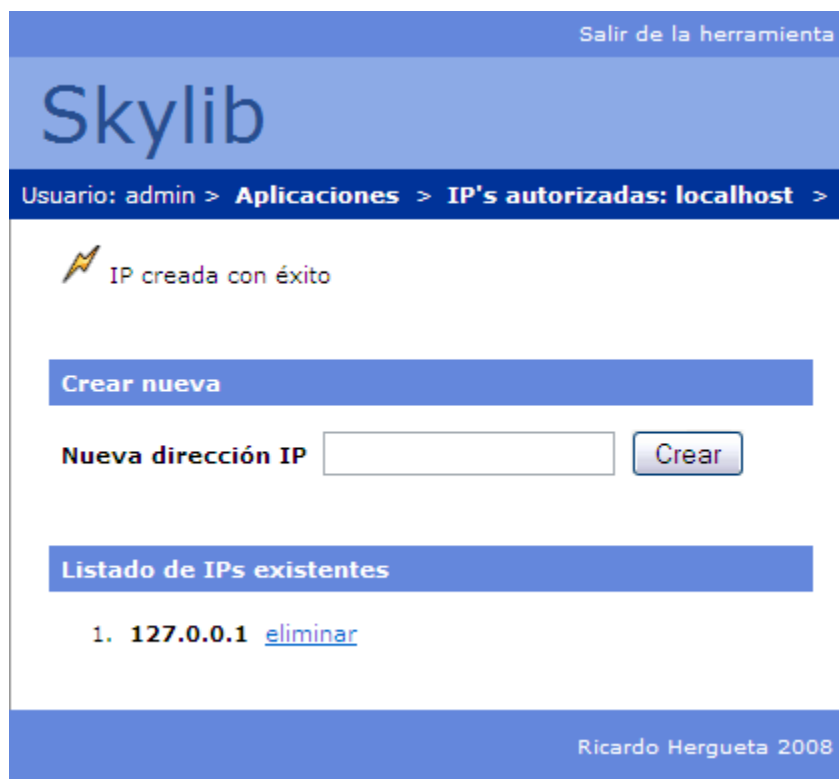 Salir de la herramienta
Skylib
Usuario: admin > Aplicaciones > IP's autorizadas: localhost >
IP creada con éxito
Crear nueva
Nueva dirección IP Crear
Listado de IPs existentes
1. 127.0.0.1 eliminar
Ricardo Hergueta 2008